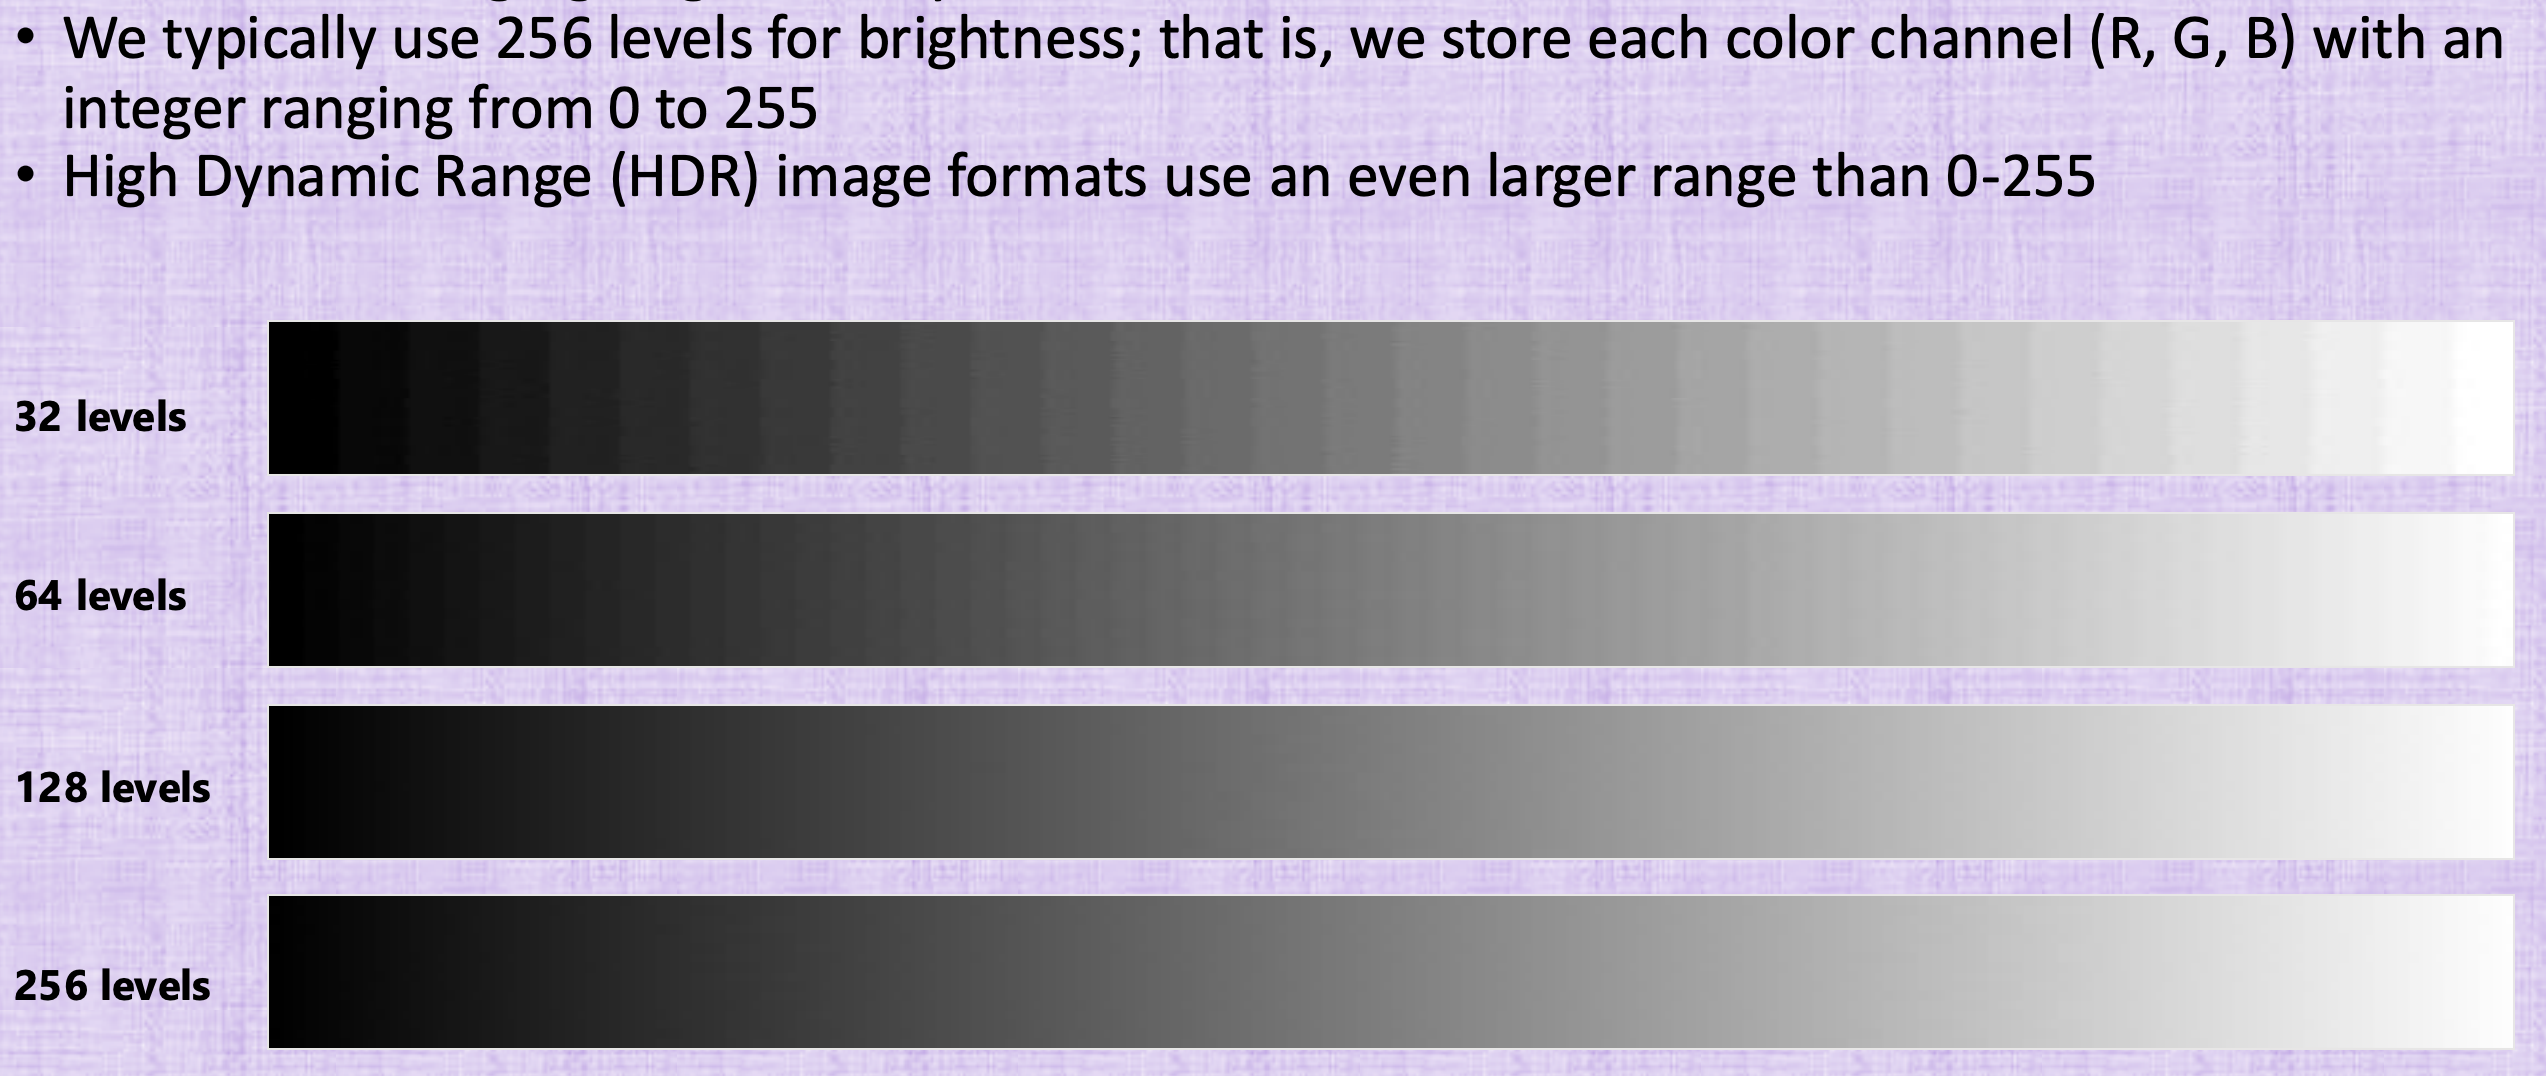 • We typically use 256 levels for brightness; that is, we store each color channel (R, G, B) with an
integer ranging from 0 to 255
• High Dynamic Range (HDR) image formats use an even larger range than 0-255
32 levels
64 levels
128 levels
256 levels